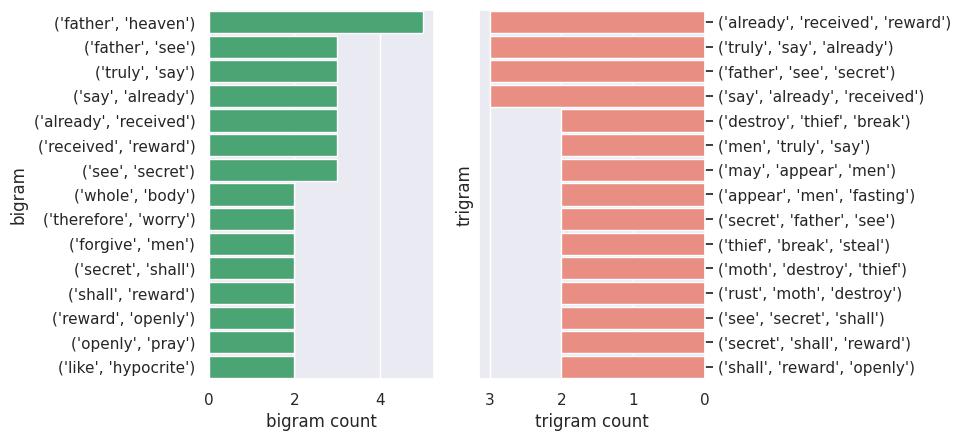 ('father', 'heaven')
('father', 'see')
('truly', 'say')
('say', 'already')
('already', 'received')
('received', 'reward')
('see', 'secret')
('whole', 'body')
('therefore', 'worry')
('forgive', 'men')
('secret', 'shall')
('shall', 'reward')
('reward', 'openly')
('openly', 'pray')
('like', 'hypocrite')
bigram
0 2 4
bigram count
trigram
('already', 'received', 'reward')
('truly', 'say', 'already')
('father', 'see', 'secret')
('say', 'already', 'received')
('destroy', 'thief', 'break')
('men', 'truly', 'say')
('may', 'appear', 'men')
('appear', 'men', 'fasting')
('secret', 'father', 'see')
('thief', 'break', 'steal')
('moth', 'destroy', 'thief')
('rust', 'moth', 'destroy')
('see', 'secret', 'shall')
('secret', 'shall', 'reward')
('shall', 'reward', 'openly')
3 2 1 0
trigram count